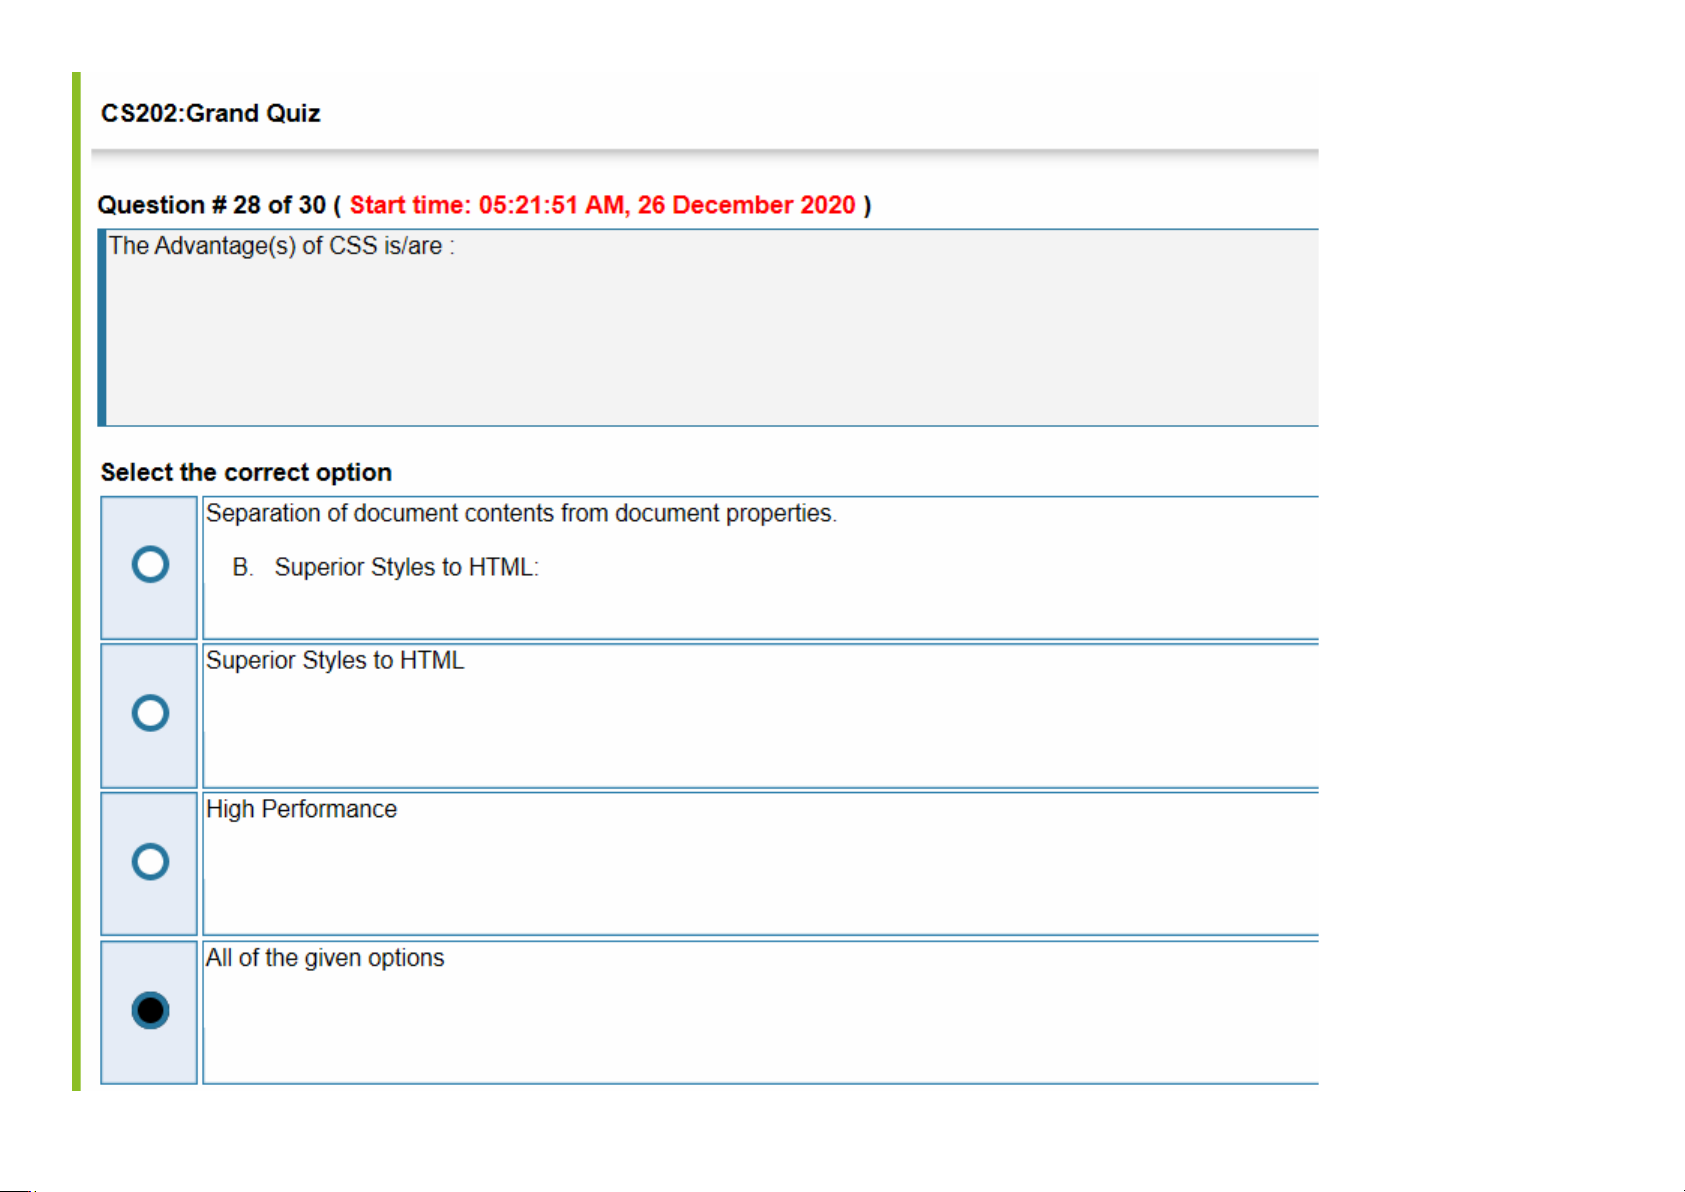 CS202:Grand Quiz
Question # 28 of 30 ( Start time: 05:21:51 AM, 26 December 2020 )
The Advantage(s) of CSS is/are :
Select the correct option
Separation of document contents from document properties.
B. Superior Styles to HTML:
Superior Styles to HTML
High Performance
All of the given options